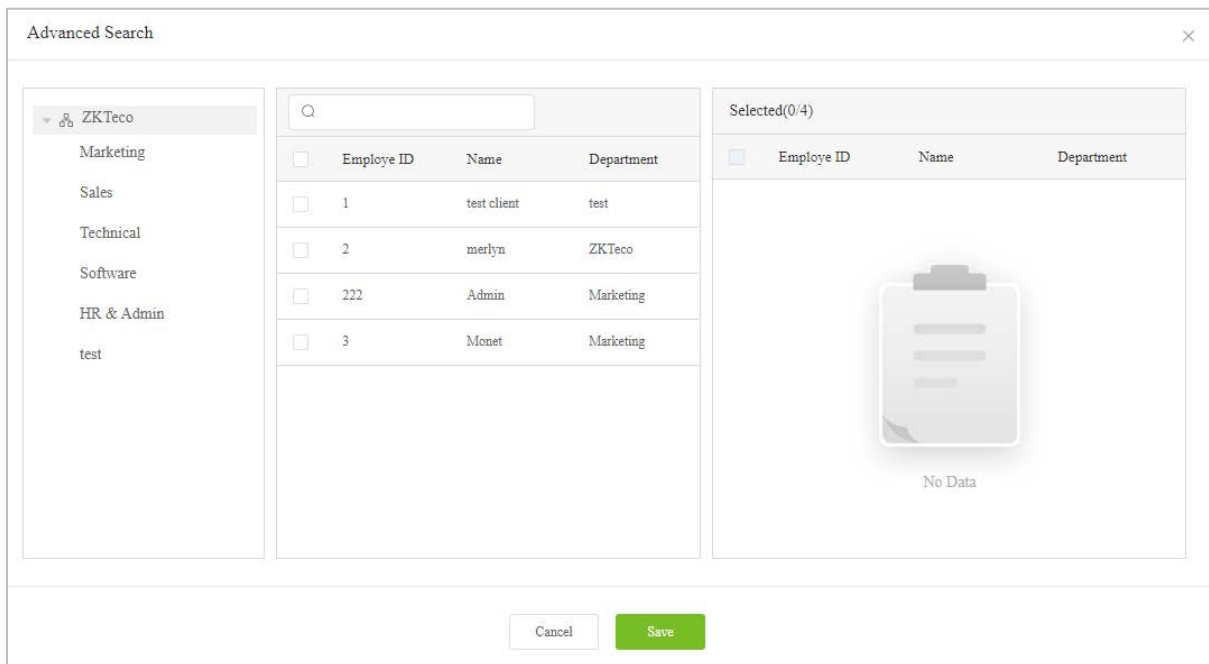 Advanced Search
ZKTeco
Marketing
Sales
Technical
Software
HR & Admin
test
Employe ID Name Department
1 test client test
2 merlyn ZKTeco
222 Admin Marketing
3 Monet Marketing
Selected(0/4)
Employe ID Name Department
No Data
Cancel Save